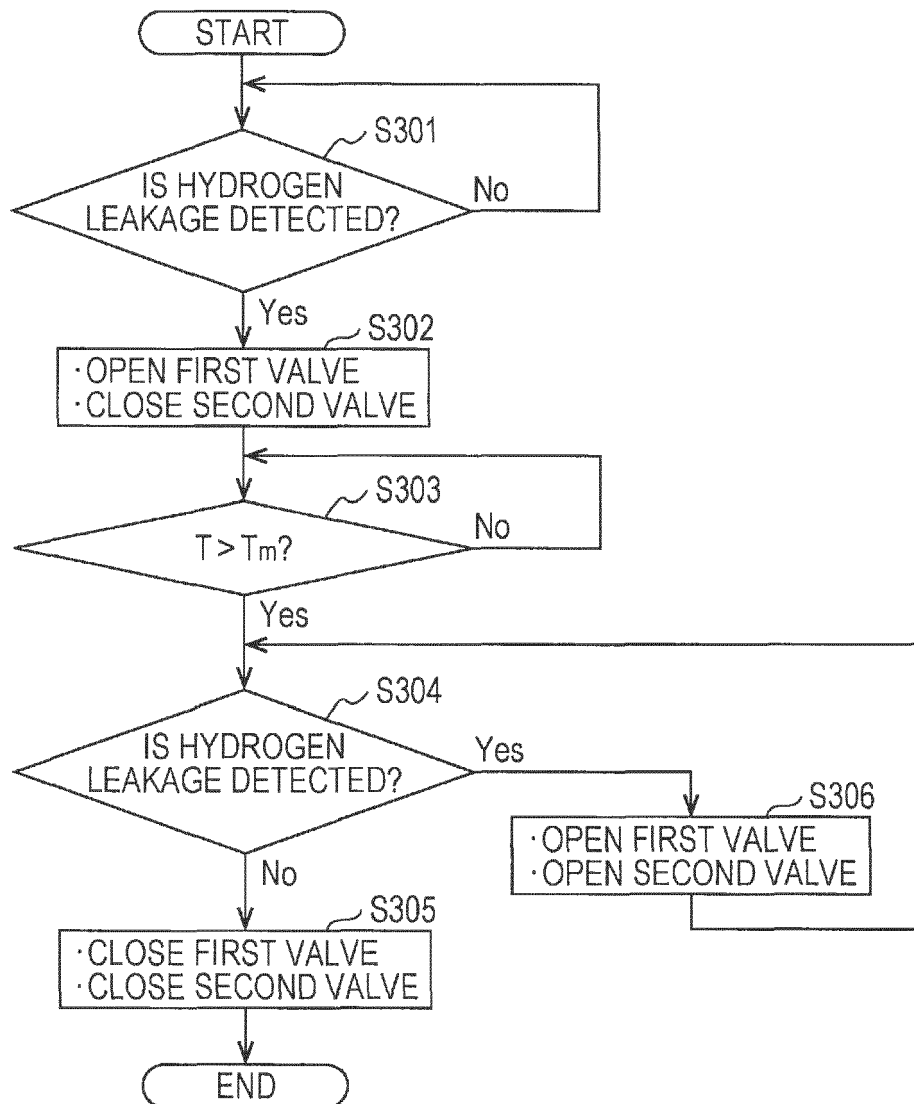 START
S301
IS HYDROGEN
LEAKAGE DETECTED?
No
Yes
S302
·OPEN FIRST VALVE
·CLOSE SECOND VALVE
S303
T > Tm?
No
Yes
S304
IS HYDROGEN
LEAKAGE DETECTED?
Yes
S306
·OPEN FIRST VALVE
·OPEN SECOND VALVE
No
S305
·CLOSE FIRST VALVE
·CLOSE SECOND VALVE
END